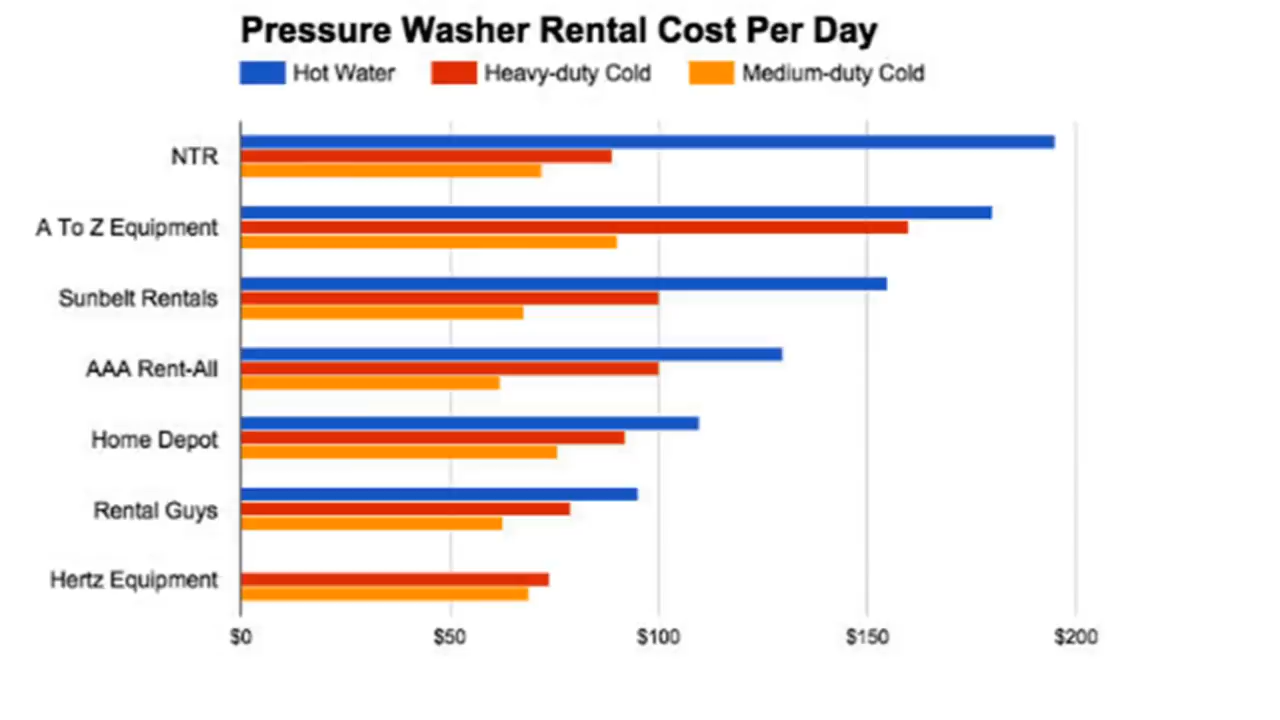 Pressure Washer Rental Cost Per Day
Hot Water Heavy-duty Cold Medium-duty Cold
NTR
A To Z Equipment
Sunbelt Rentals
AAA Rent-All
Home Depot
Rental Guys
Hertz Equipment
$0 $50 $100 $150 $200